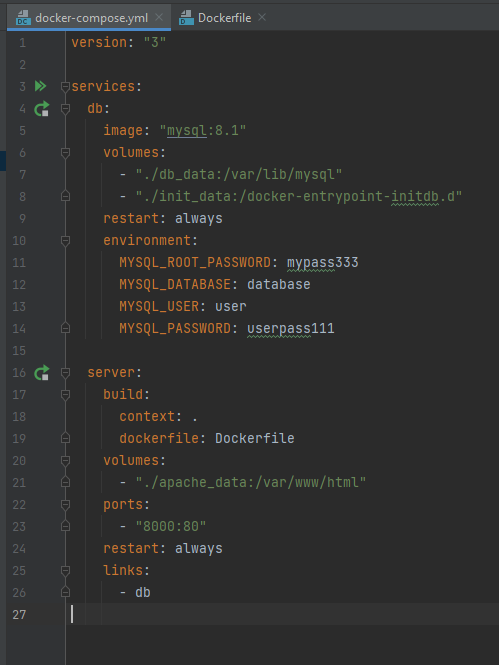 docker-compose.yml Dockerfile
1 version: "3"
2
3 services:
4 db:
5 image: "mysql:8.1"
6 volumes:
7 - "./db_data:/var/lib/mysql"
8 - "./init_data:/docker-entrypoint-initdb.d"
9 restart: always
10 environment:
11 MYSQL_ROOT_PASSWORD: mypass333
12 MYSQL_DATABASE: database
13 MYSQL_USER: user
14 MYSQL_PASSWORD: userpass111
15
16 server:
17 build:
18 context: .
19 dockerfile: Dockerfile
20 volumes:
21 - "./apache_data:/var/www/html"
22 ports:
23 - "8000:80"
24 restart: always
25 links:
26 - db
27